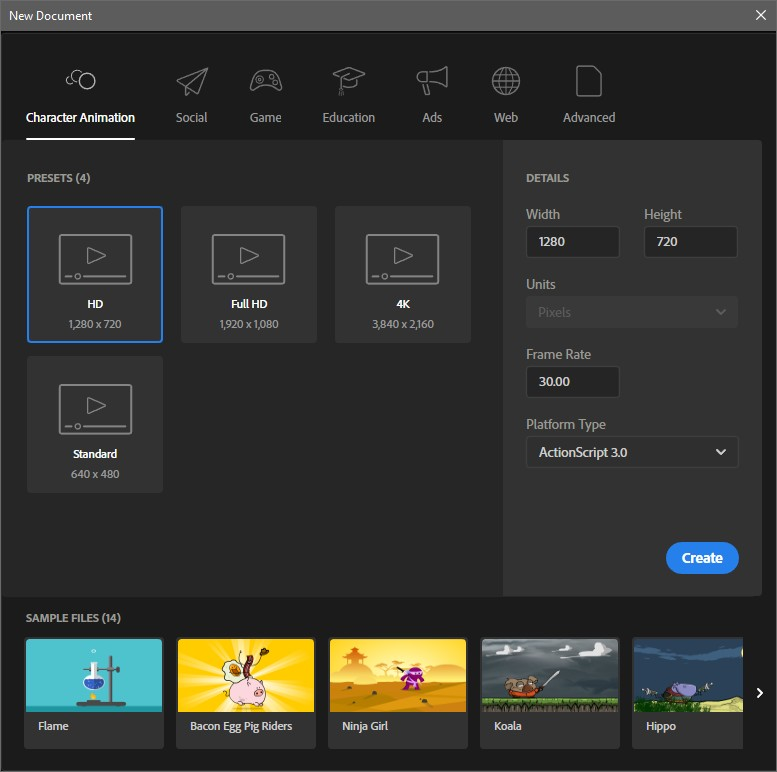 New Document
Character Animation Social Game Education Ads Web Advanced
PRESETS (4)
HD
1,280 x 720
Full HD
1,920 x 1,080
4K
3,840 x 2,160
Standard
640 x 480
DETAILS
Width Height
1280 720
Units
Pixels
Frame Rate
30.00
Platform Type
ActionScript 3.0
Create
SAMPLE FILES (14)
Flame Bacon Egg Pig Riders Ninja Girl Koala Hippo